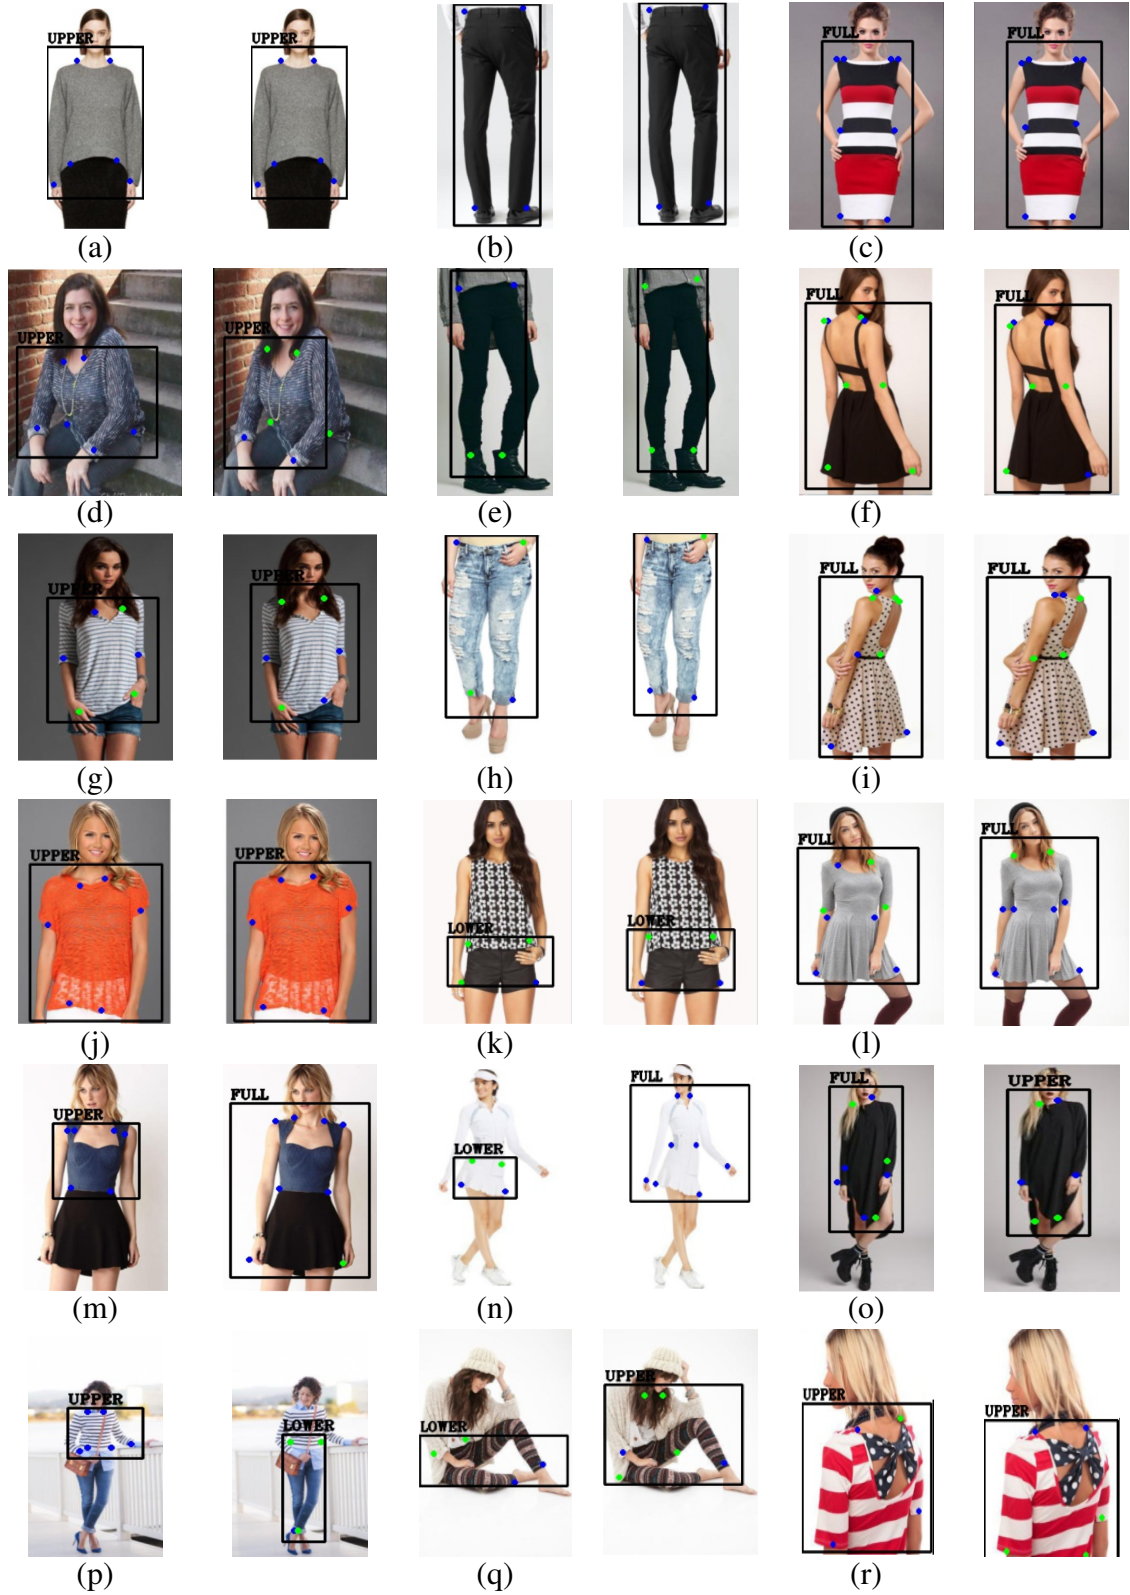 UPPER UPPER FULL FULL
(a) (b) (c)
UPPER UPPER FULL FULL
(d) (e) (f)
UPPER UPPER FULL FULL
(g) (h) (i)
UPPER UPPER LOWER LOWER FULL FULL
(j) (k) (l)
UPPER FULL LOWER FULL FULL UPPER
(m) (n) (o)
UPPER LOWER LOWER UPPER UPPER UPPER
(p) (q) (r)